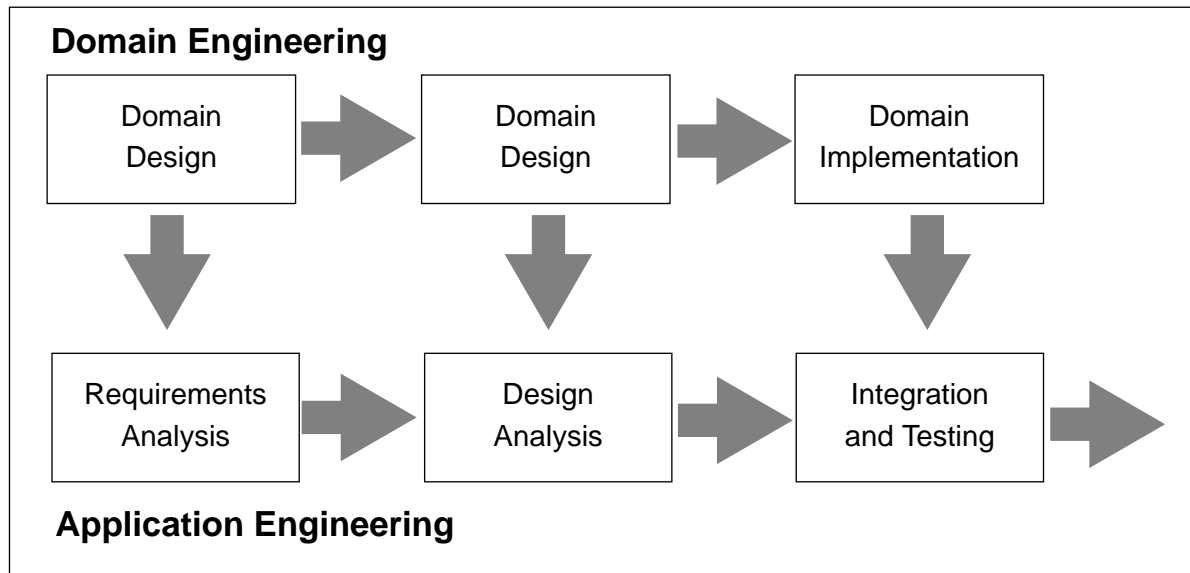 Domain Engineering
Domain
Design
Domain
Design
Domain
Implementation
Requirements
Analysis
Design
Analysis
Integration
and Testing
Application Engineering